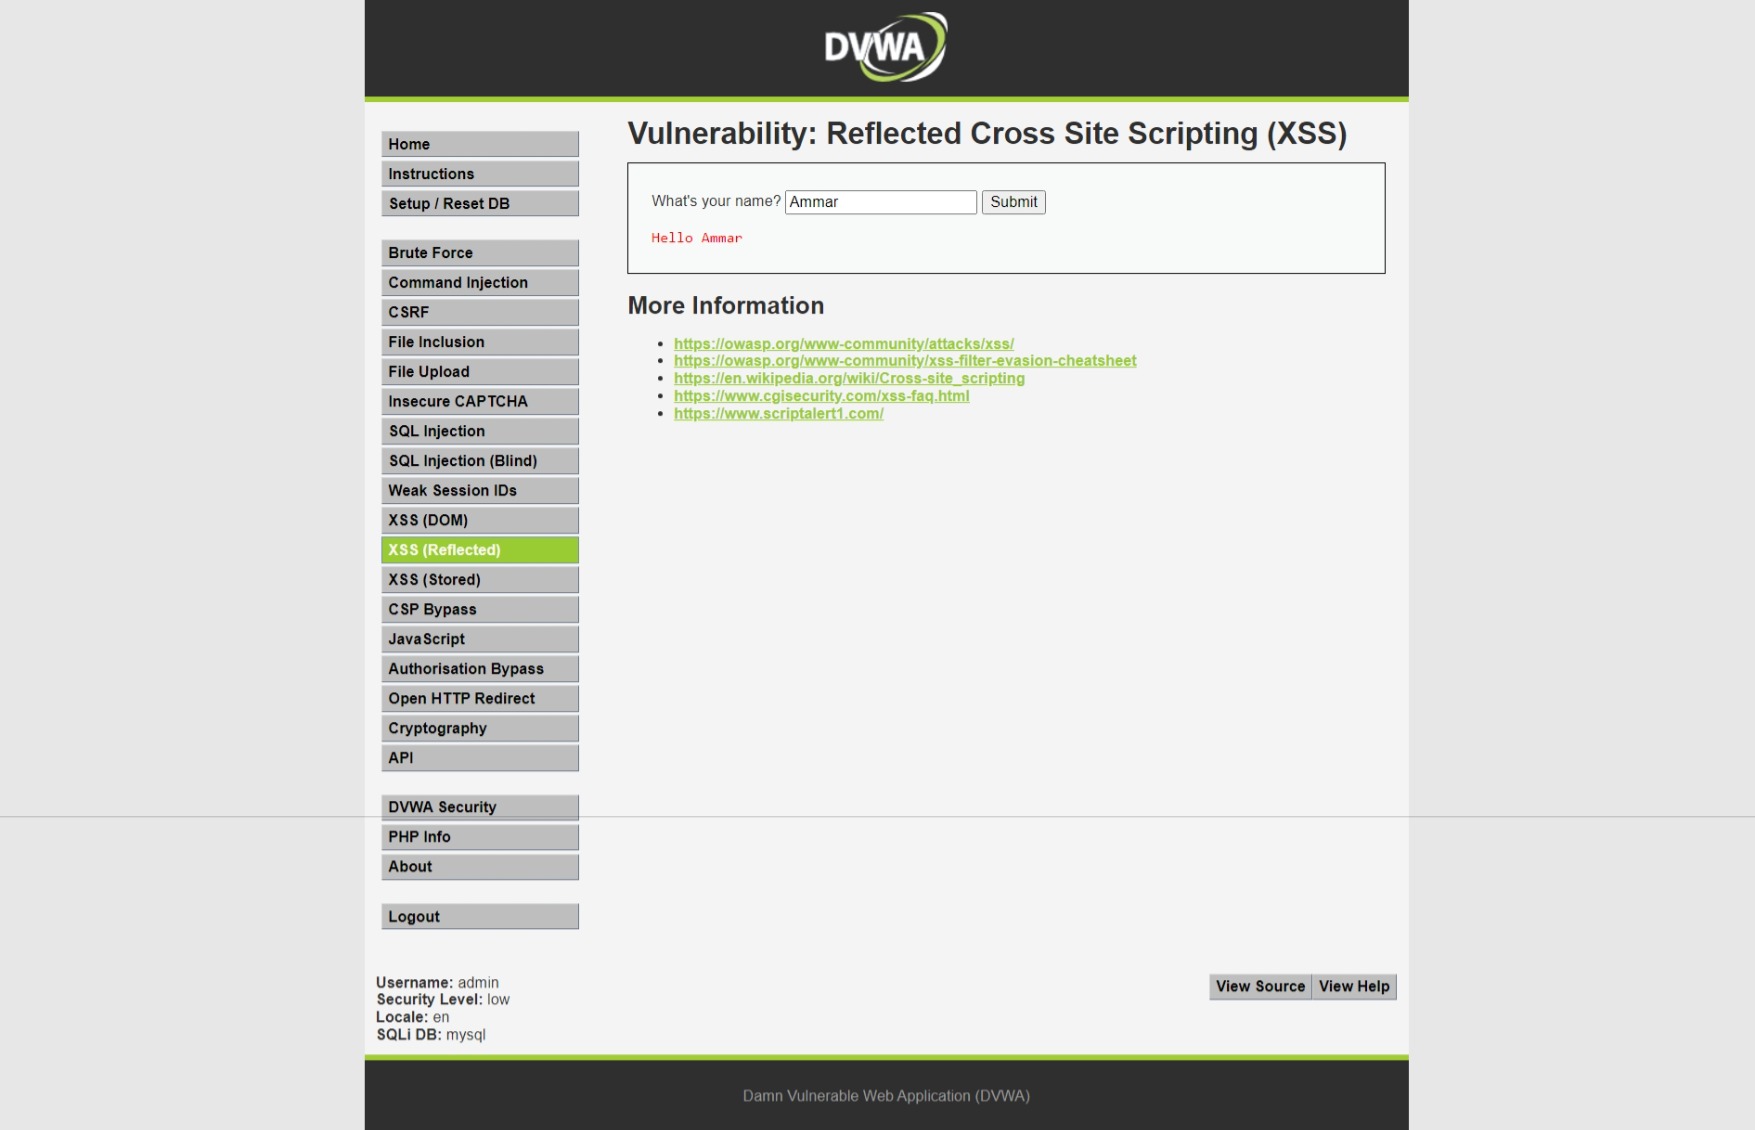 DVWA
Home
Instructions
Setup / Reset DB
Brute Force
Command Injection
CSRF
File Inclusion
File Upload
Insecure CAPTCHA
SQL Injection
SQL Injection (Blind)
Weak Session IDs
XSS (DOM)
XSS (Reflected)
XSS (Stored)
CSP Bypass
JavaScript
Authorisation Bypass
Open HTTP Redirect
Cryptography
API
DVWA Security
PHP Info
About
Logout
Vulnerability: Reflected Cross Site Scripting (XSS)
What's your name? Ammar Submit
Hello Ammar
More Information
https://owasp.org/www-community/attacks/xss/
https://owasp.org/www-community/xss-filter-evasion-cheatsheet
https://en.wikipedia.org/wiki/Cross-site_scripting
https://www.cgisecurity.com/xss-faq.html
https://www.scriptalert1.com/
Username: admin
Security Level: low
Locale: en
SQLi DB: mysql
View Source View Help
Damn Vulnerable Web Application (DVWA)